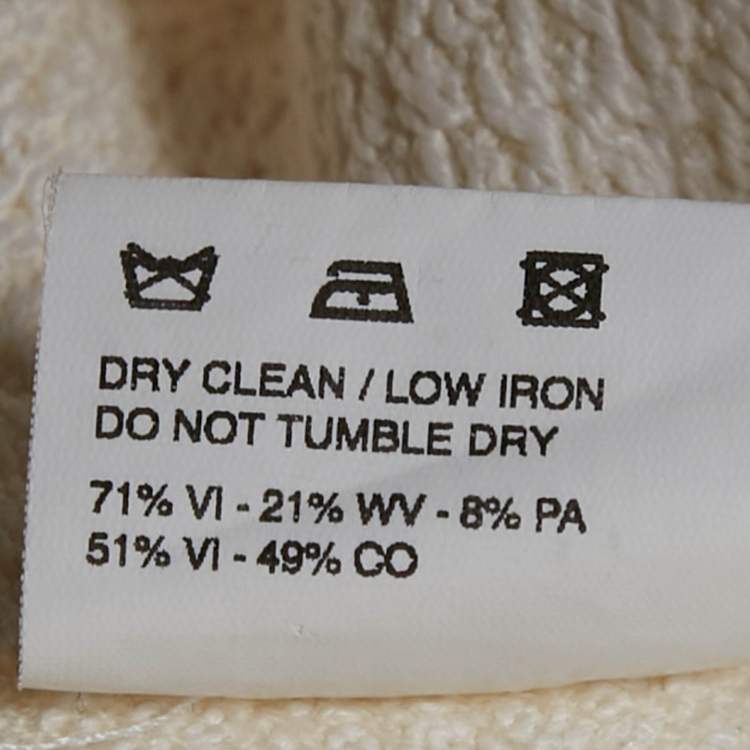 DRY CLEAN / LOW IRON
DO NOT TUMBLE DRY
71% VI - 21% WV - 8% PA
51% VI - 49% CO